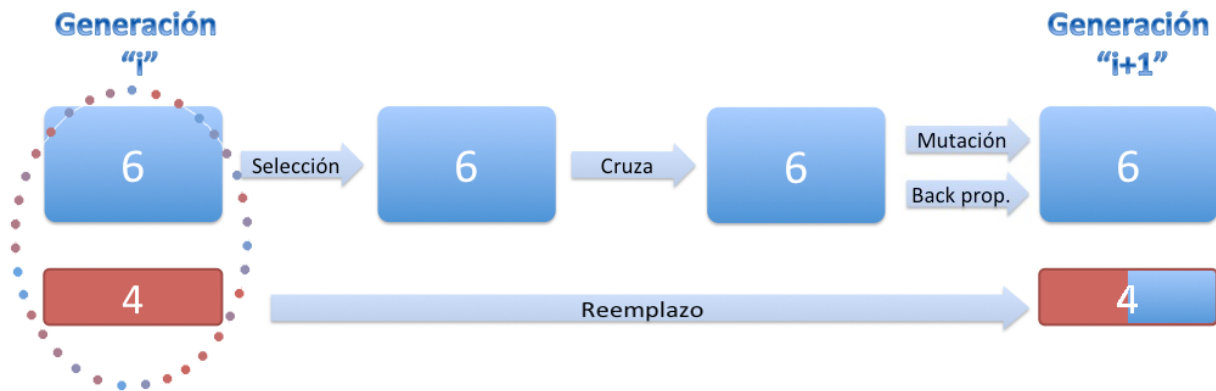 Generación
“i”
Generación
“i+1”
6
Selección
6
Cruza
6
Mutación
Back prop.
6
4
Reemplazo
4